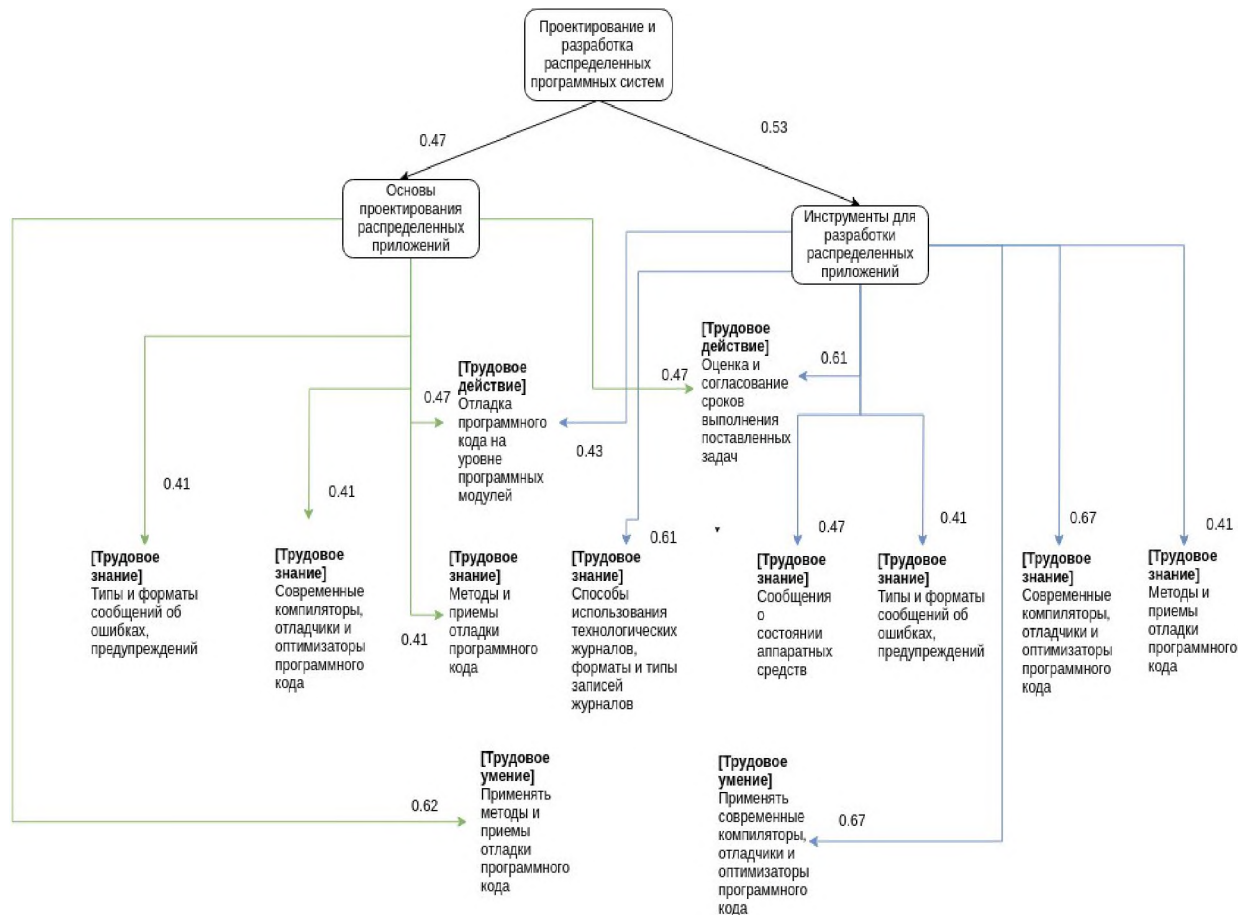 Проектирование и
разработка
распределенных
программных систем
0.47
0.53
Основы
проектирования
распределенных
приложений
Инструменты для
разработки
распределенных
приложений
[Трудовое
действие]
Отладка
программного
кода на
уровне
программных
модулей
0.47
0.43
[Трудовое
действие]
Оценка и
согласование
сроков
выполнения
поставленных
задач
0.47
0.61
0.41
0.41
0.41
0.61
0.47
0.41
0.67
0.41
[Трудовое
знание]
Типы и форматы
сообщений об
ошибках,
предупреждений
[Трудовое
знание]
Современные
компиляторы,
отладчики и
оптимизаторы
программного
кода
[Трудовое
знание]
Методы и
приемы
отладки
программного
кода
[Трудовое
знание]
Способы
использования
технологических
журналов,
форматы и типы
записей
журналов
[Трудовое
знание]
Сообщения
о
состоянии
аппаратных
средств
[Трудовое
знание]
Типы и форматы
сообщений об
ошибках,
предупреждений
[Трудовое
знание]
Современные
компиляторы,
отладчики и
оптимизаторы
программного
кода
[Трудовое
знание]
Методы и
приемы
отладки
программного
кода
0.62
[Трудовое
умение]
Применять
методы и
приемы
отладки
программного
кода
[Трудовое
умение]
Применять
современные
компиляторы,
отладчики и
оптимизаторы
программного
кода
0.67